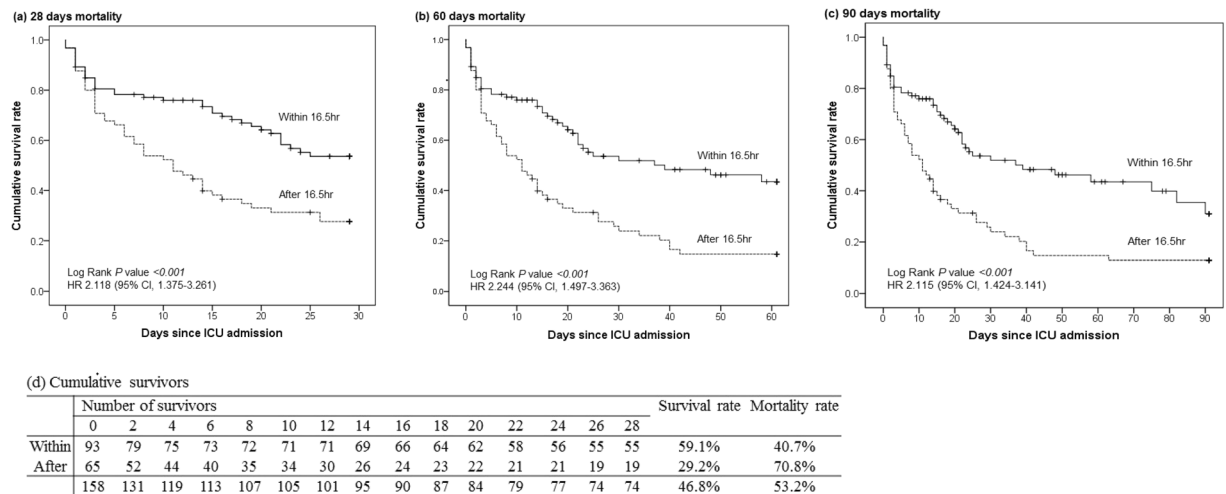 (a) 28 days mortality
Cumulative survival rate
1.0
0.8
0.6
0.4
0.2
0.0
Within 16.5hr
After 16.5hr
Log Rank P value <0.001
HR 2.118 (95% CI, 1.375-3.261)
0 5 10 15 20 25 30
Days since ICU admission
(b) 60 days mortality
Cumulative survival rate
1.0
0.8
0.6
0.4
0.2
0.0
Within 16.5hr
After 16.5hr
Log Rank P value <0.001
HR 2.244 (95% CI, 1.497-3.363)
0 10 20 30 40 50 60
Days since ICU admission
(c) 90 days mortality
Cumulative survival rate
1.0
0.8
0.6
0.4
0.2
0.0
Within 16.5hr
After 16.5hr
Log Rank P value <0.001
HR 2.115 (95% CI, 1.424-3.141)
0 10 20 30 40 50 60 70 80 90
Days since ICU admission
(d) Cumulative survivors
Number of survivors Survival rate Mortality rate
0 2 4 6 8 10 12 14 16 18 20 22 24 26 28
Within 93 79 75 73 72 71 71 69 66 64 62 58 56 55 55 59.1% 40.7%
After 65 52 44 40 35 34 30 26 24 23 22 21 21 19 19 29.2% 70.8%
158 131 119 113 107 105 101 95 90 87 84 79 77 74 74 46.8% 53.2%